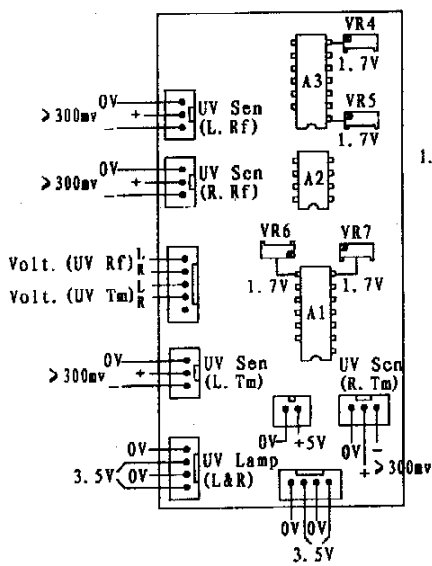 VR4
1.7V
A3
VR5
1.7V
0V
≥300mv
+
−
UV Sen
(L. Rf)
0V
≥300mv
+
−
UV Scn
(R. Rf)
A2
1.
VR6
VR7
1.7V
1.7V
A1
Volt. (UV Rf) L
R
Volt. (UV Tm) L
R
0V
≥300mv
+
−
UV Sen
(L. Tm)
UV Scn
(R. Tm)
0V
+5V
0V
+
−
≥300mv
0V
3.5V
0V
UV Lamp
(L&R)
0V
0V
3.5V